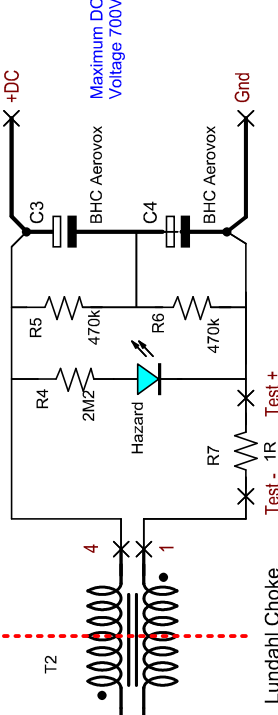 +DC
Maximum DC
Voltage 700V
Gnd
C3
BHC Aerovox
C4
BHC Aerovox
R5
470k
R6
470k
R4
2M2
Hazard
Test +
R7
1R
Test -
4
1
T2
Lundahl Choke